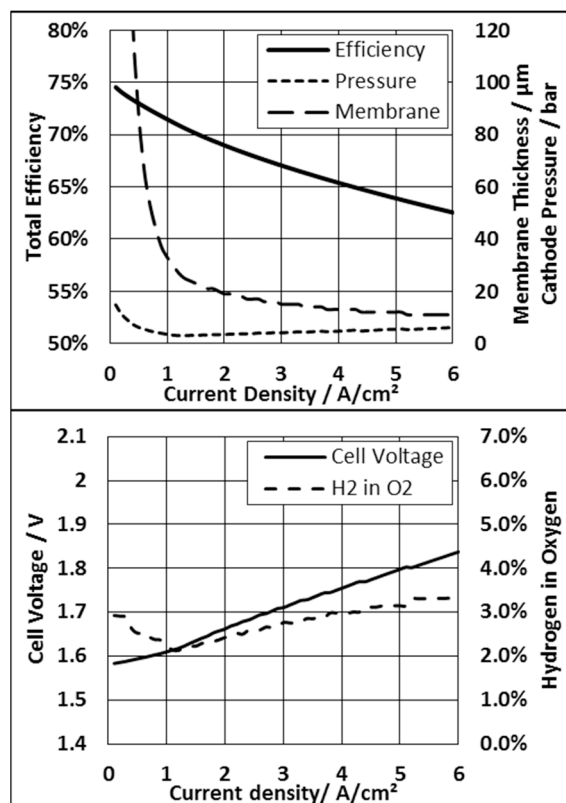 80%
75%
70%
65%
60%
55%
50%
Total Efficiency
Efficiency
Pressure
Membrane
120
100
80
60
40
20
0
Membrane Thickness / µm
Cathode Pressure / bar
0 1 2 3 4 5 6
Current Density / A/cm²
2.1
2
1.9
1.8
1.7
1.6
1.5
1.4
Cell Voltage / V
Cell Voltage
H2 in O2
7.0%
6.0%
5.0%
4.0%
3.0%
2.0%
1.0%
0.0%
Hydrogen in Oxygen
0 1 2 3 4 5 6
Current density/ A/cm²